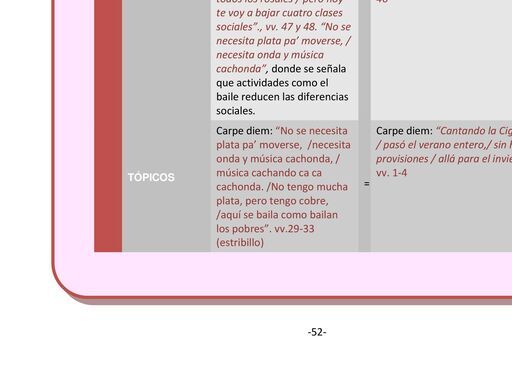 todos los rosales / pero hoy
te voy a bajar cuatro clases
sociales"., vv. 47 y 48. "No se
necesita plata pa' moverse, /
necesita onda y música
cachonda", donde se señala
que actividades como el
baile reducen las diferencias
sociales.
TÓPICOS
Carpe diem: "No se necesita
plata pa' moverse,  /necesita
onda y música cachonda, /
música cachando ca ca
cachonda. /No tengo mucha
plata, pero tengo cobre,
/aquí se baila como bailan
los pobres". vv.29-33
(estribillo)
=
Carpe diem: "Cantando la Cig
/ pasó el verano entero,/ sin h
provisiones / allá para el invie
vv. 1-4
-52-